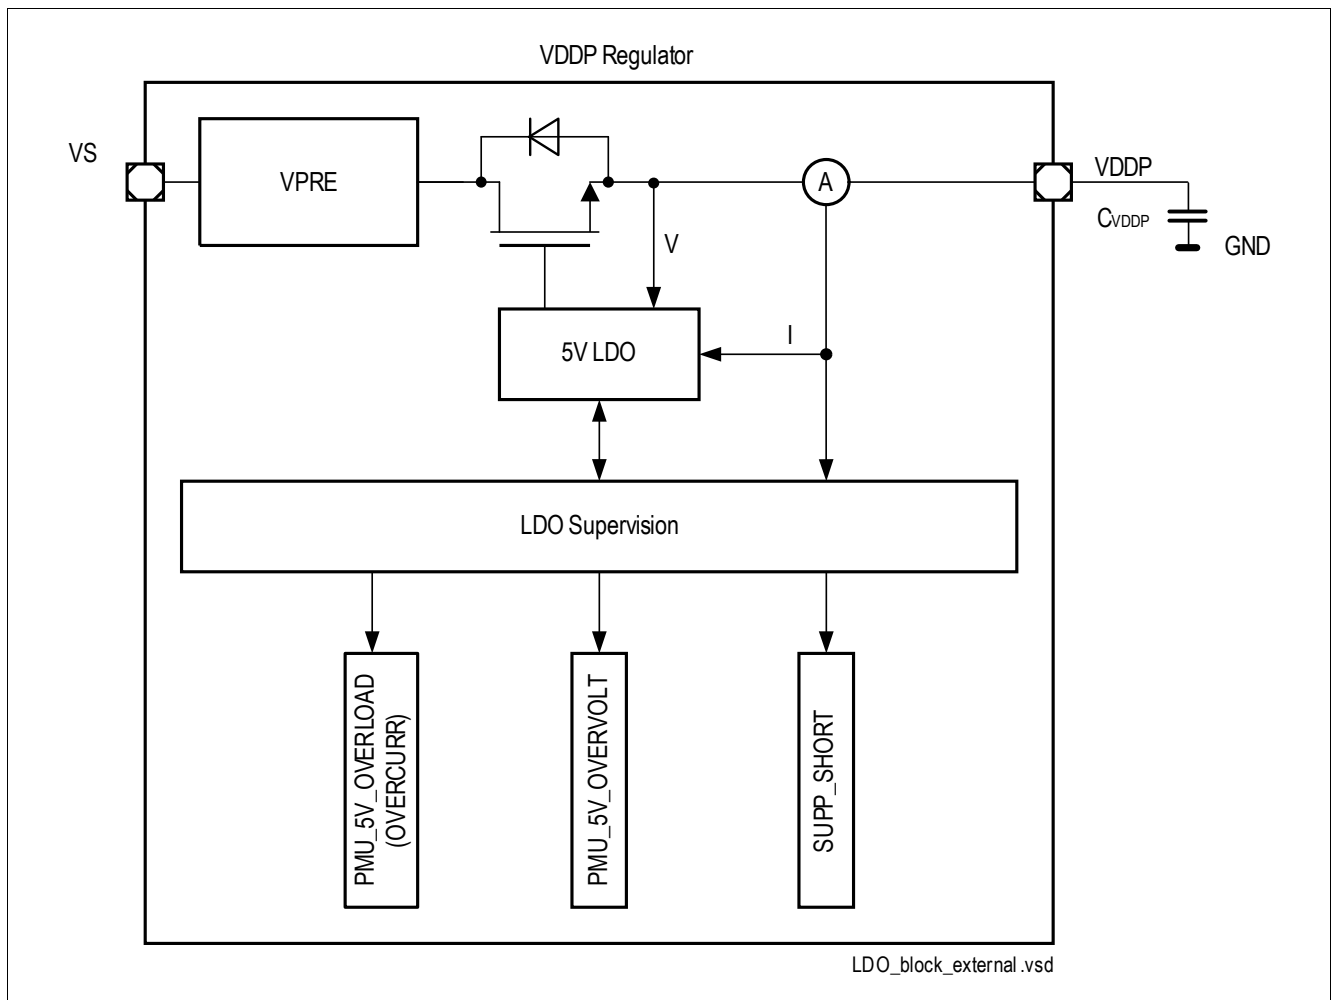 VDDP Regulator
VS
VPRE
A
VDDP
CVDDP
GND
V
I
5V LDO
LDO Supervision
PMU_5V_OVERLOAD
(OVERCURR)
PMU_5V_OVERVOLT
SUPP_SHORT
LDO_block_external.vsd